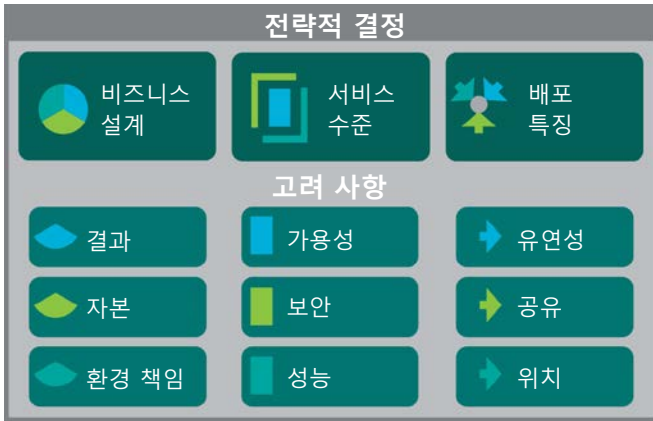 전략적 결정
비즈니스
설계
서비스
수준
배포
특징
고려 사항
결과
가용성
유연성
자본
보안
공유
환경 책임
성능
위치